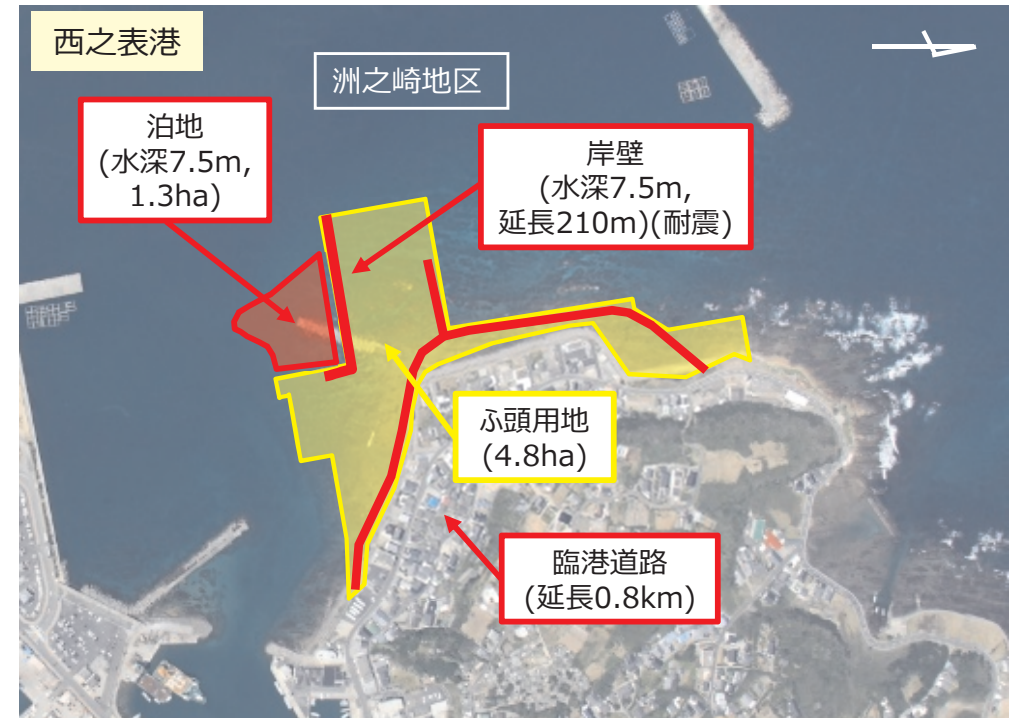 西之表港
洲之崎地区
泊地
(水深7.5m,
1.3ha)
岸壁
(水深7.5m,
延長210m)(耐震)
ふ頭用地
(4.8ha)
臨港道路
(延長0.8km)